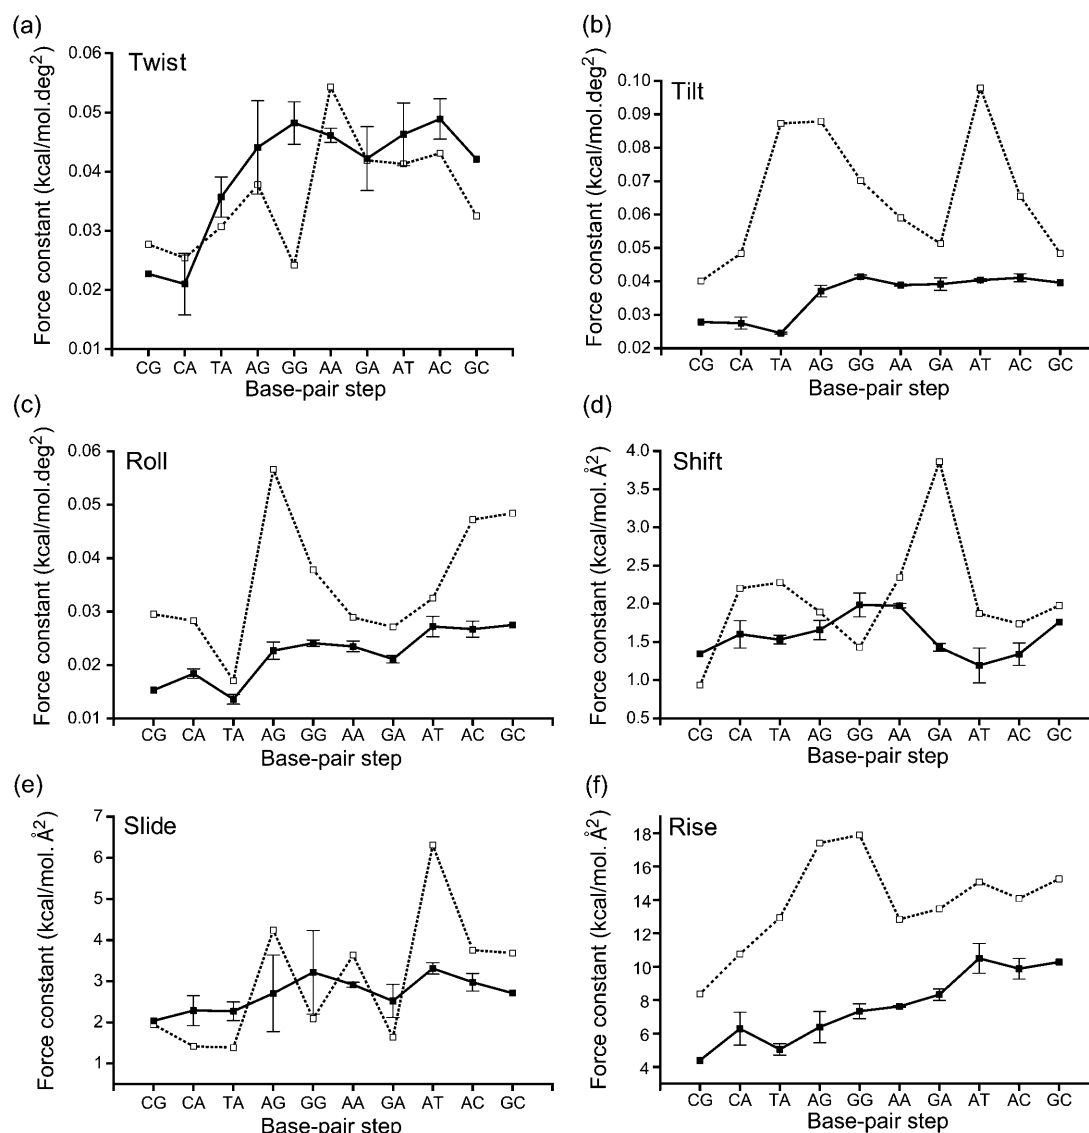 (a)
Twist
Force constant (kcal/mol.deg²)
0.06
0.05
0.04
0.03
0.02
0.01
CG CA TA AG GG AA GA AT AC GC
Base-pair step
(b)
Tilt
Force constant (kcal/mol.deg²)
0.10
0.09
0.08
0.07
0.06
0.05
0.04
0.03
0.02
CG CA TA AG GG AA GA AT AC GC
Base-pair step
(c)
Roll
Force constant (kcal/mol.deg²)
0.06
0.05
0.04
0.03
0.02
0.01
CG CA TA AG GG AA GA AT AC GC
Base-pair step
(d)
Shift
Force constant (kcal/mol. Å²)
4.0
3.5
3.0
2.5
2.0
1.5
1.0
0.5
CG CA TA AG GG AA GA AT AC GC
Base-pair step
(e)
Slide
Force constant (kcal/mol. Å²)
7
6
5
4
3
2
1
CG CA TA AG GG AA GA AT AC GC
Base-pair step
(f)
Rise
Force constant (kcal/mol. Å²)
18
16
14
12
10
8
6
4
CG CA TA AG GG AA GA AT AC GC
Base-pair step